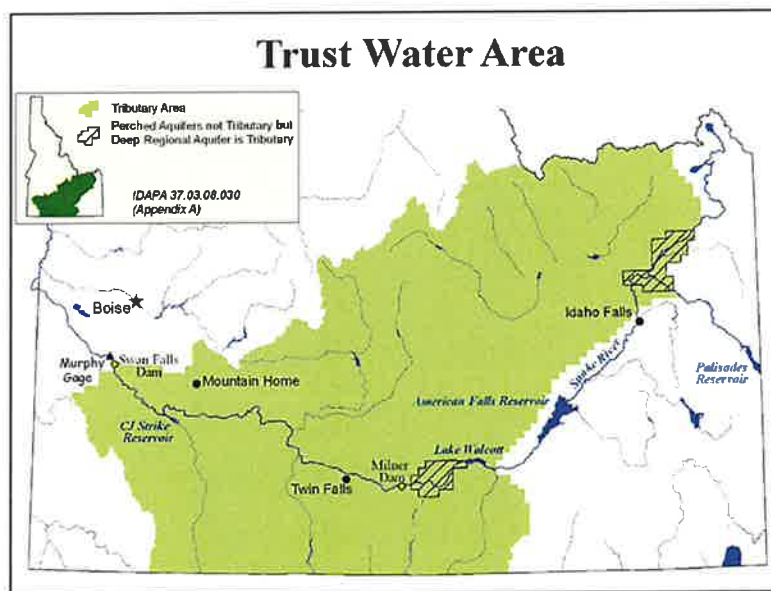 Trust Water Area
Tributary Area
Perched Aquifers not Tributary but
Deep Regional Aquifer is Tributary
IDAPA 37.03.08.030
(Appendix A)
Boise
Idaho Falls
Murphy
Gage
Swan Falls
Dam
Mountain Home
Snake River
Palisades
Reservoir
American Falls Reservoir
CJ Strike
Reservoir
Lake Walcott
Milner
Dam
Twin Falls